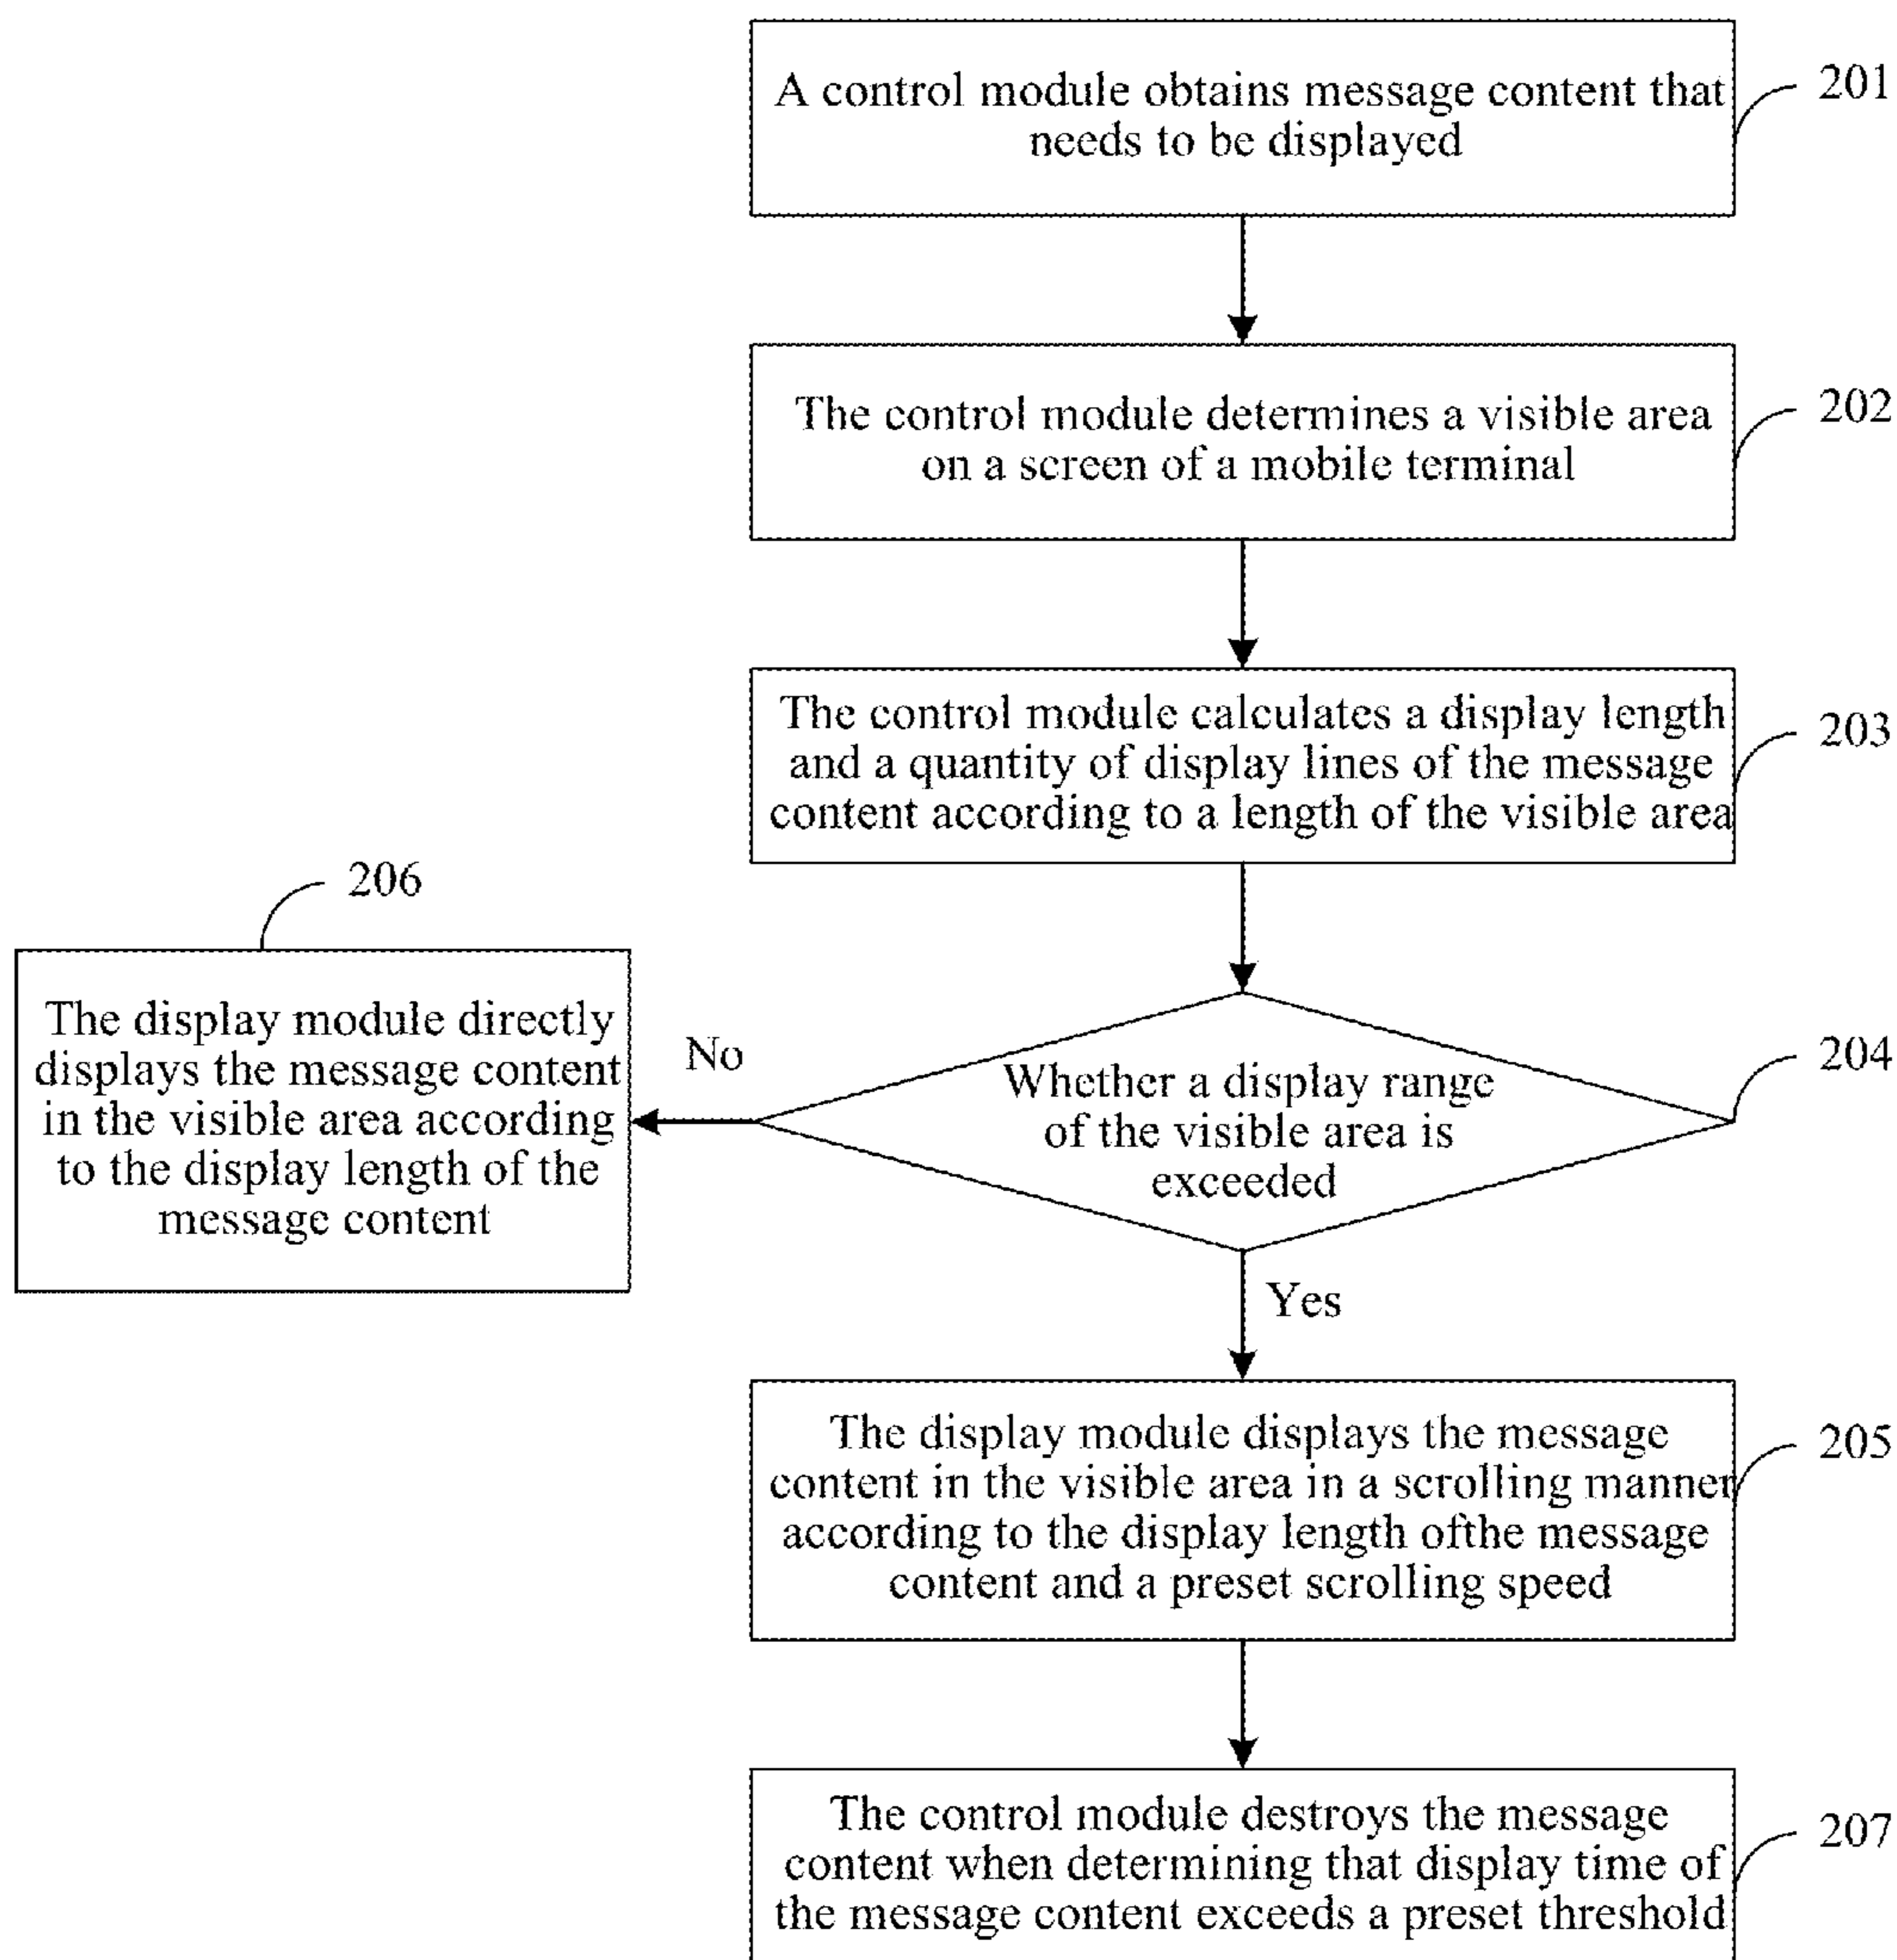 A control module obtains message content that
needs to be displayed
201
The control module determines a visible area
on a screen of a mobile terminal
202
The control module calculates a display length
and a quantity of display lines of the message
content according to a length of the visible area
203
206
The display module directly
displays the message content
in the visible area according
to the display length of the
message content
No
Whether a display range
of the visible area is
exceeded
204
Yes
The display module displays the message
content in the visible area in a scrolling manner
according to the display length ofthe message
content and a preset scrolling speed
205
The control module destroys the message
content when determining that display time of
the message content exceeds a preset threshold
207